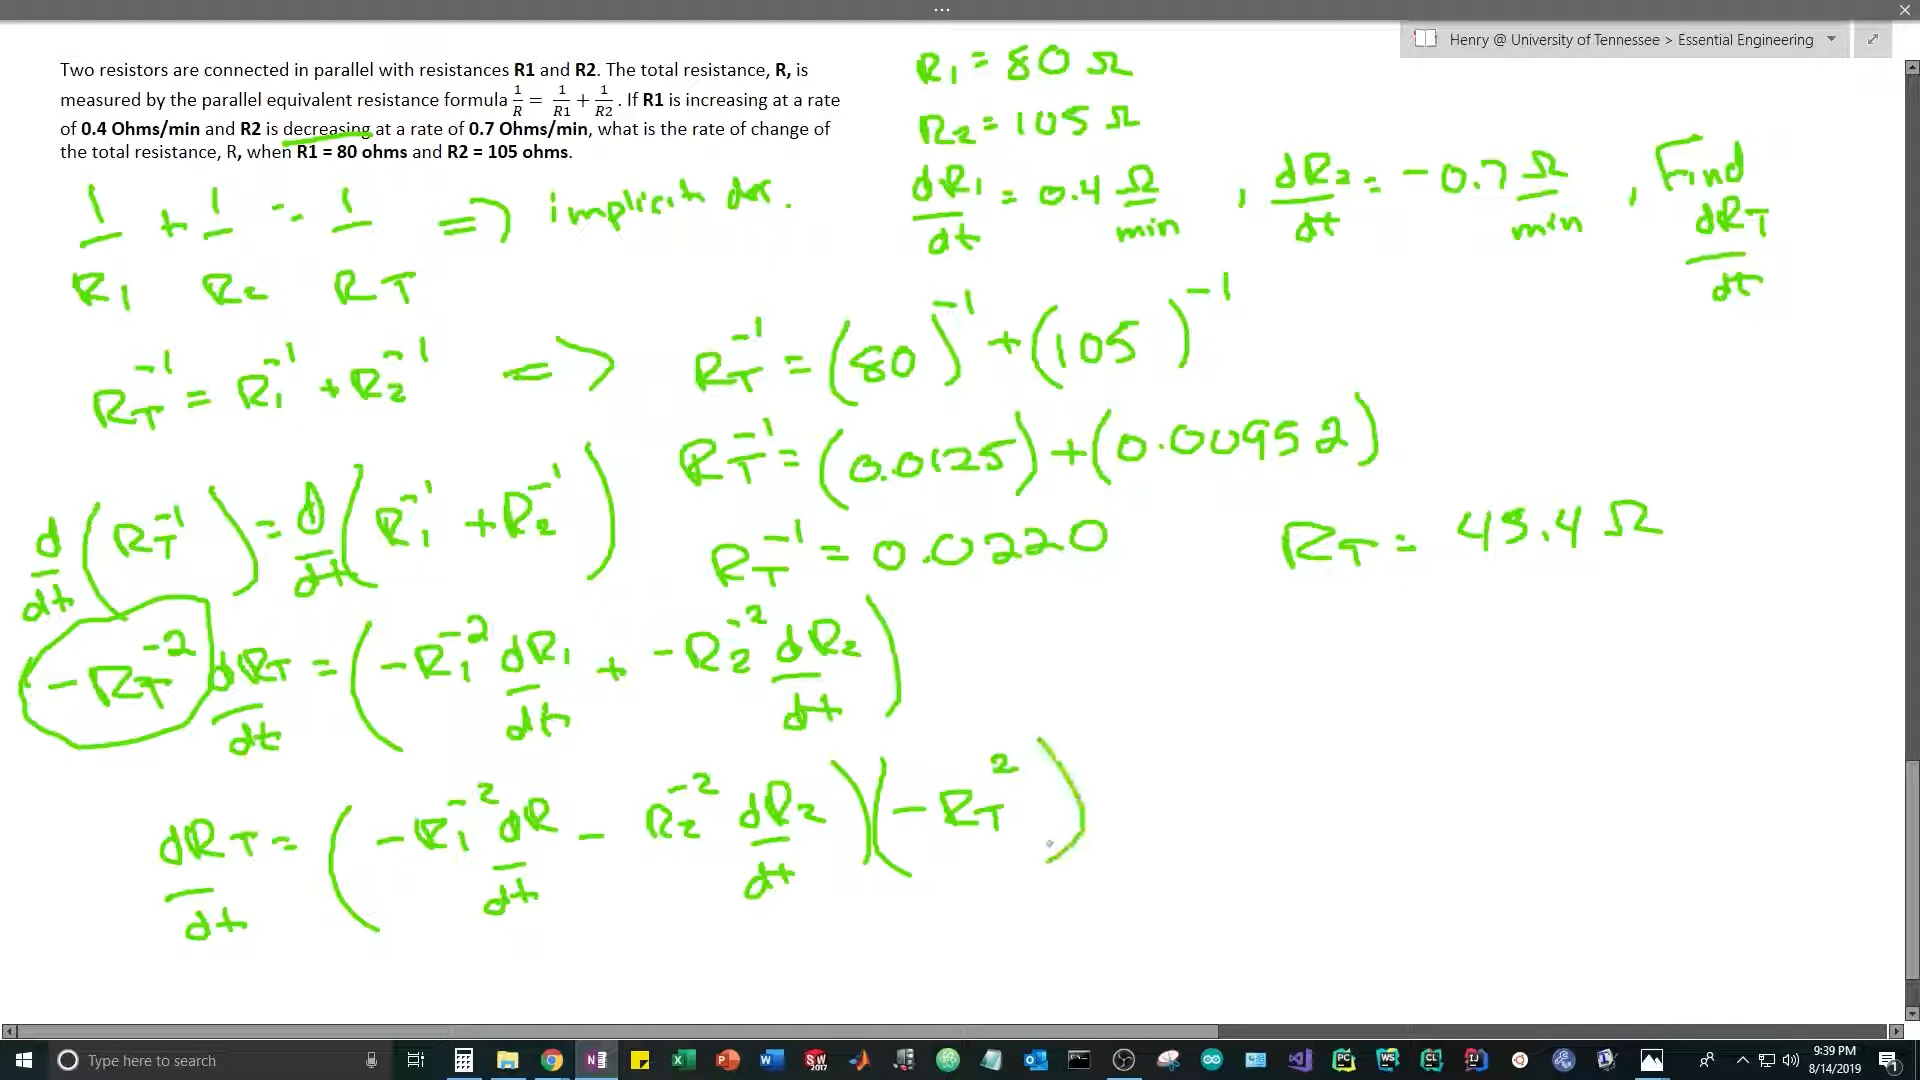 ...
Henry @ University of Tennessee > Essential Engineering
Two resistors are connected in parallel with resistances R1 and R2. The total resistance, R, is
measured by the parallel equivalent resistance formula 1/R = 1/R1 + 1/R2 . If R1 is increasing at a rate
of 0.4 Ohms/min and R2 is decreasing at a rate of 0.7 Ohms/min, what is the rate of change of
the total resistance, R, when R1 = 80 ohms and R2 = 105 ohms.
R₁ = 80 Ω
R₂ = 105 Ω
dR₁/dt = 0.4 Ω/min , dR₂/dt = -0.7 Ω/min , Find dRT/dt
1/R₁ + 1/R₂ = 1/RT => implicit der.
RT⁻¹ = R₁⁻¹ + R₂⁻¹ => RT⁻¹ = (80)⁻¹ + (105)⁻¹
RT⁻¹ = (0.0125) + (0.00952)
d/dt (RT⁻¹) = d/dt (R₁⁻¹ + R₂⁻¹)
RT⁻¹ = 0.0220
RT = 45.4 Ω
-RT⁻² dRT/dt = (-R₁⁻² dR₁/dt + -R₂⁻² dR₂/dt)
dRT/dt = (-R₁⁻² dR/dt - R₂⁻² dR₂/dt)(-RT²)
Type here to search
9:39 PM
8/14/2019